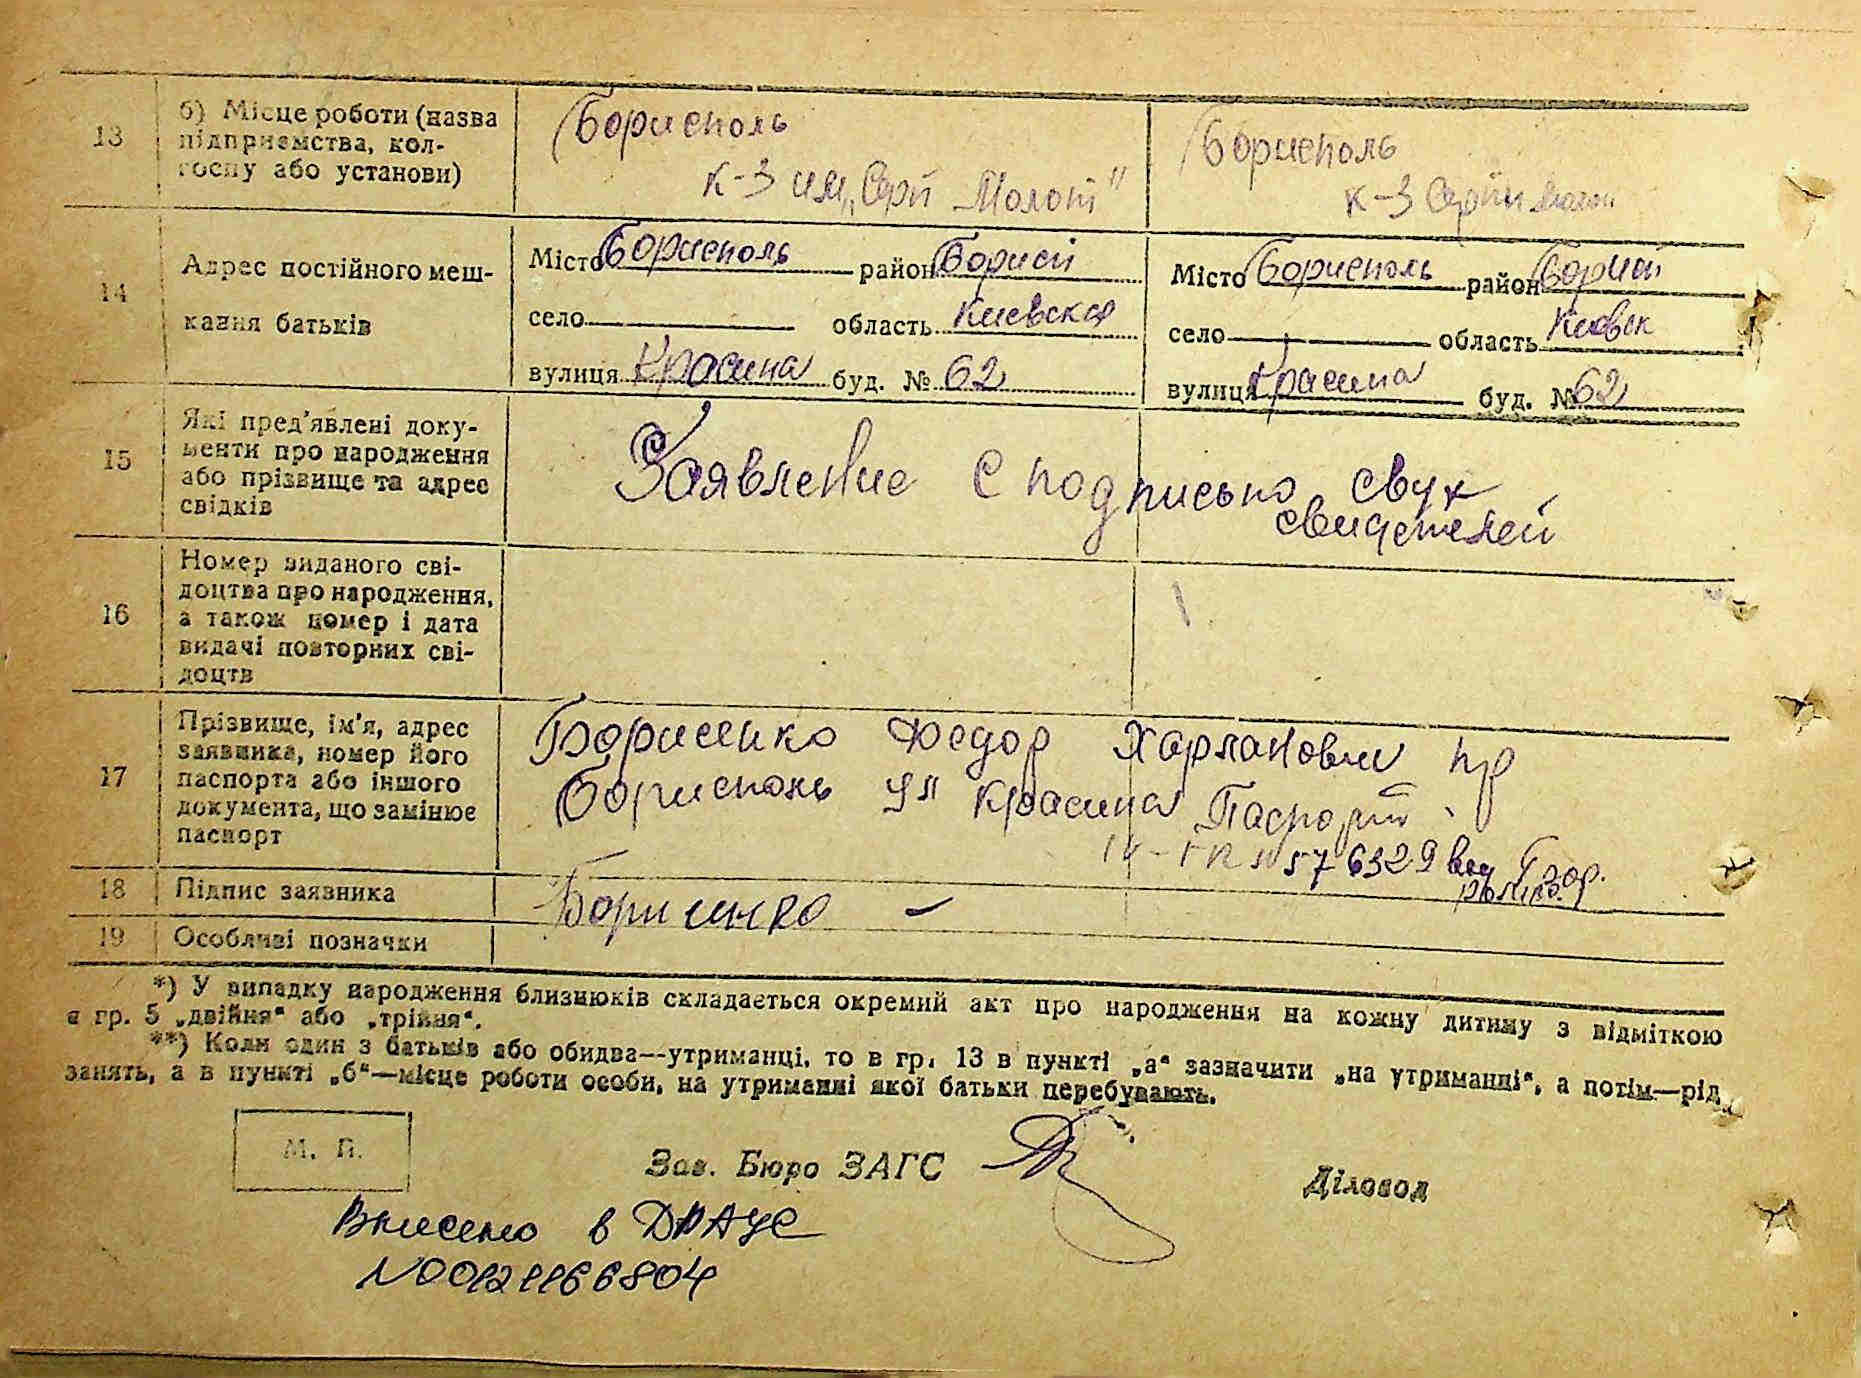 13
б) Місце роботи (назва
підприємства, кол-
госпу або установи)
Борисполь
к-з им. „Серп Молот"
Борисполь
к-з Серп и Молот
14
Адрес постійного меш-
кання батьків
Місто Борисполь район Борисп
село область Киевская
вулиця Красина буд. № 62
Місто Борисполь район Борисп
село область Киевск
вулиця Красина буд. № 62
15
Які пред'явлені доку-
менти про народження
або прізвище та адрес
свідків
Заявление с подписью двух
свидетелей
16
Номер виданого сві-
доцтва про народження,
а також номер і дата
видачі повторних сві-
доцтв
17
Прізвище, ім'я, адрес
заявника, номер його
паспорта або іншого
документа, що замінює
паспорт
Борисенко Федор Харланович пр
Борисполь ул Красина Паспорт
№ 576329 выд
18
Підпис заявника
Борисенко
19
Особливі позначки
*) У випадку народження близнюків складається окремий акт про народження на кожну дитину з відміткою
в гр. 5 „двійня" або „трійня".
**) Коли один з батьків або обидва—утриманці, то в гр. 13 в пункті „а" зазначити „на утриманні", а потім—рід
занять, а в пункті „б"—місце роботи особи, на утриманні якої батьки перебувають.
М. П.
Зав. Бюро ЗАГС
Діловод
Внесено в ДРАЦС
N00121166804